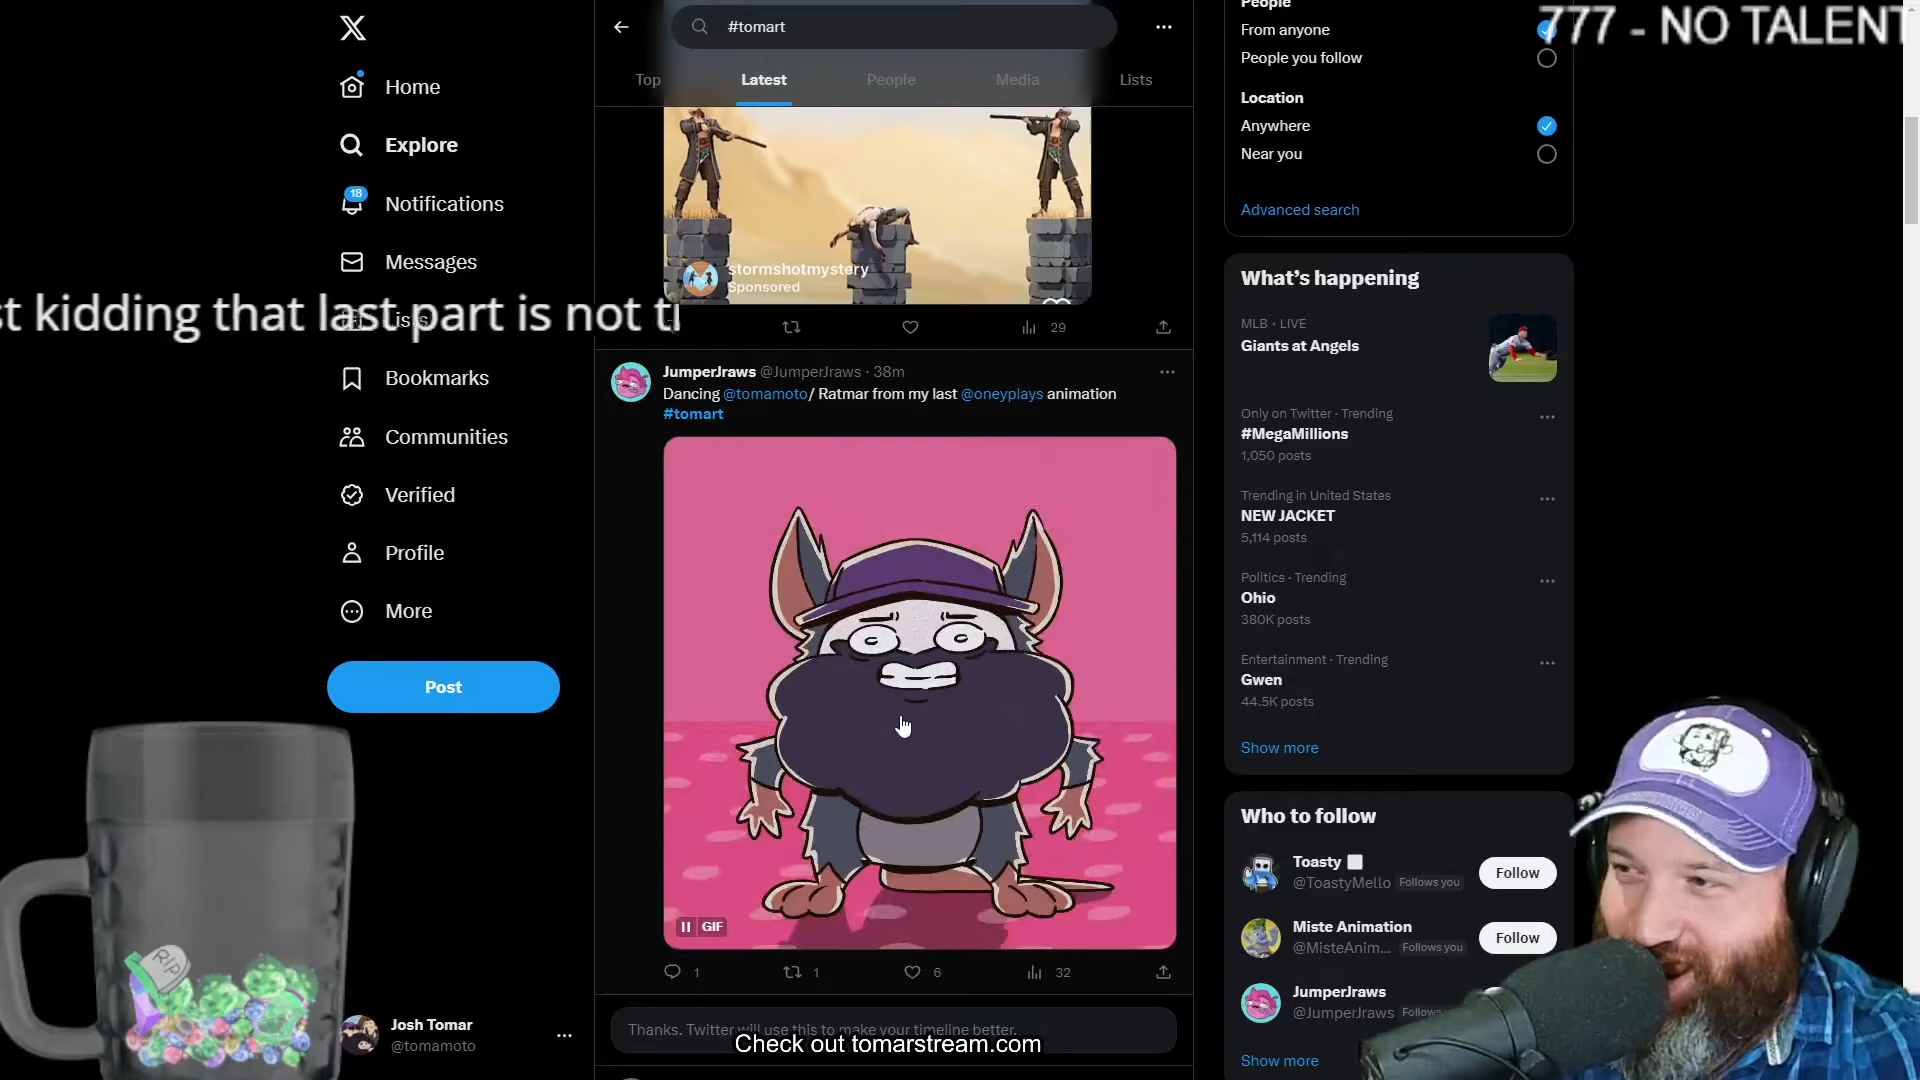 Home
Explore
18
Notifications
Messages
st kidding that last part is not t
Lists
Bookmarks
Communities
Verified
Profile
More
Post
RIP
Josh Tomar
@tomamoto
#tomart
Top
Latest
People
Media
Lists
stormshotmystery
Sponsored
29
JumperJraws @JumperJraws · 38m
Dancing @tomamoto/ Ratmar from my last @oneyplays animation
#tomart
GIF
1
1
6
32
Thanks. Twitter will use this to make your timeline better.
Check out tomarstream.com
People
777 - NO TALENT
From anyone
People you follow
Location
Anywhere
Near you
Advanced search
What's happening
MLB · LIVE
Giants at Angels
Only on Twitter · Trending
#MegaMillions
1,050 posts
Trending in United States
NEW JACKET
5,114 posts
Politics · Trending
Ohio
380K posts
Entertainment · Trending
Gwen
44.5K posts
Show more
Who to follow
Toasty
@ToastyMello Follows you
Follow
Miste Animation
@MisteAnim... Follows you
Follow
JumperJraws
@JumperJraws
Show more